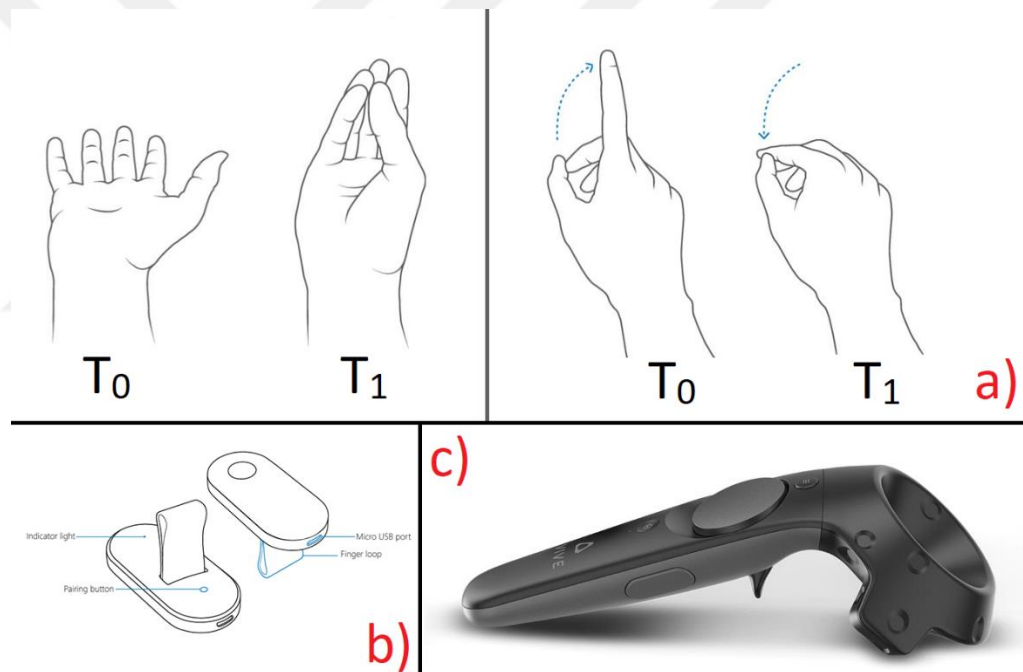 T0
T1
T0
T1
a)
Indicator light
Pairing button
Micro USB port
Finger loop
b)
c)
VIVE